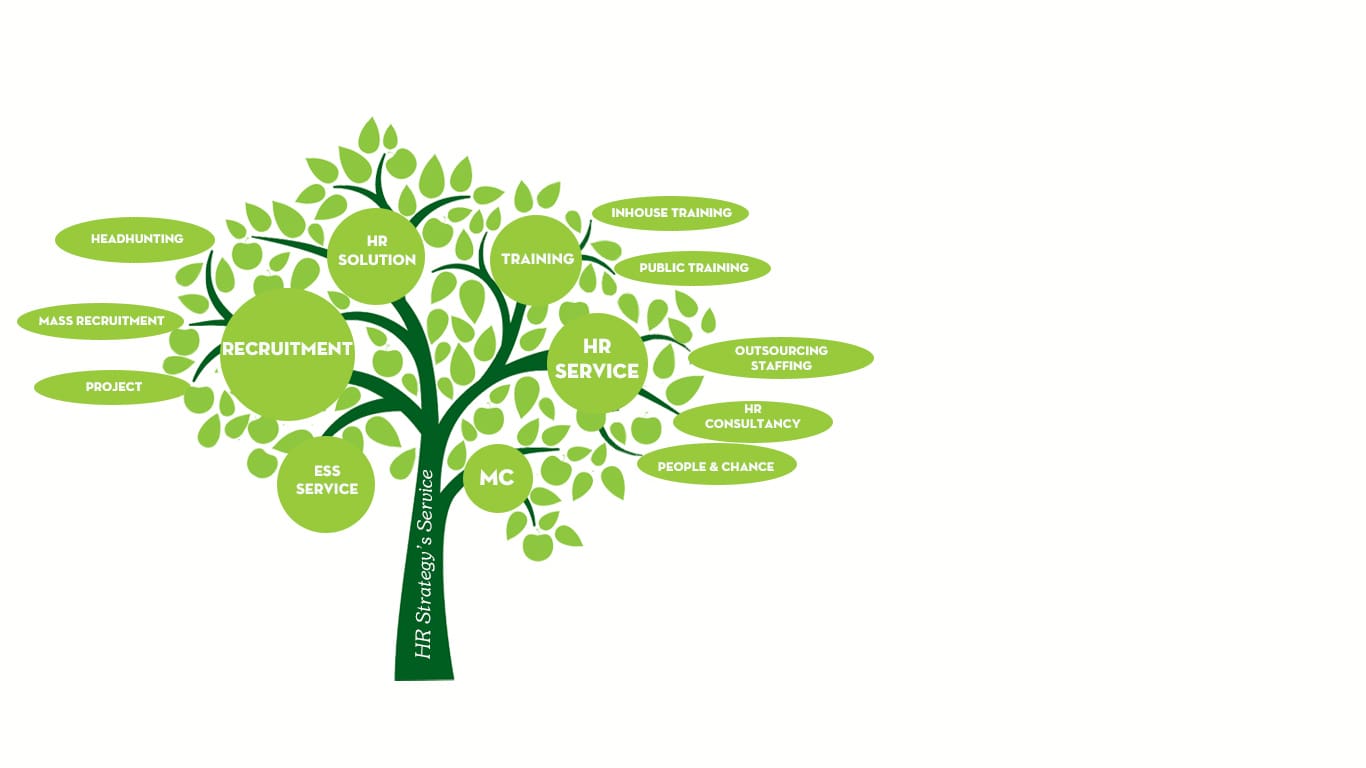 INHOUSE TRAINING
HEADHUNTING
HR
SOLUTION
TRAINING
PUBLIC TRAINING
MASS RECRUITMENT
RECRUITMENT
HR
SERVICE
OUTSOURCING
STAFFING
PROJECT
HR
CONSULTANCY
ESS
SERVICE
MC
PEOPLE & CHANCE
HR Strategy's Service